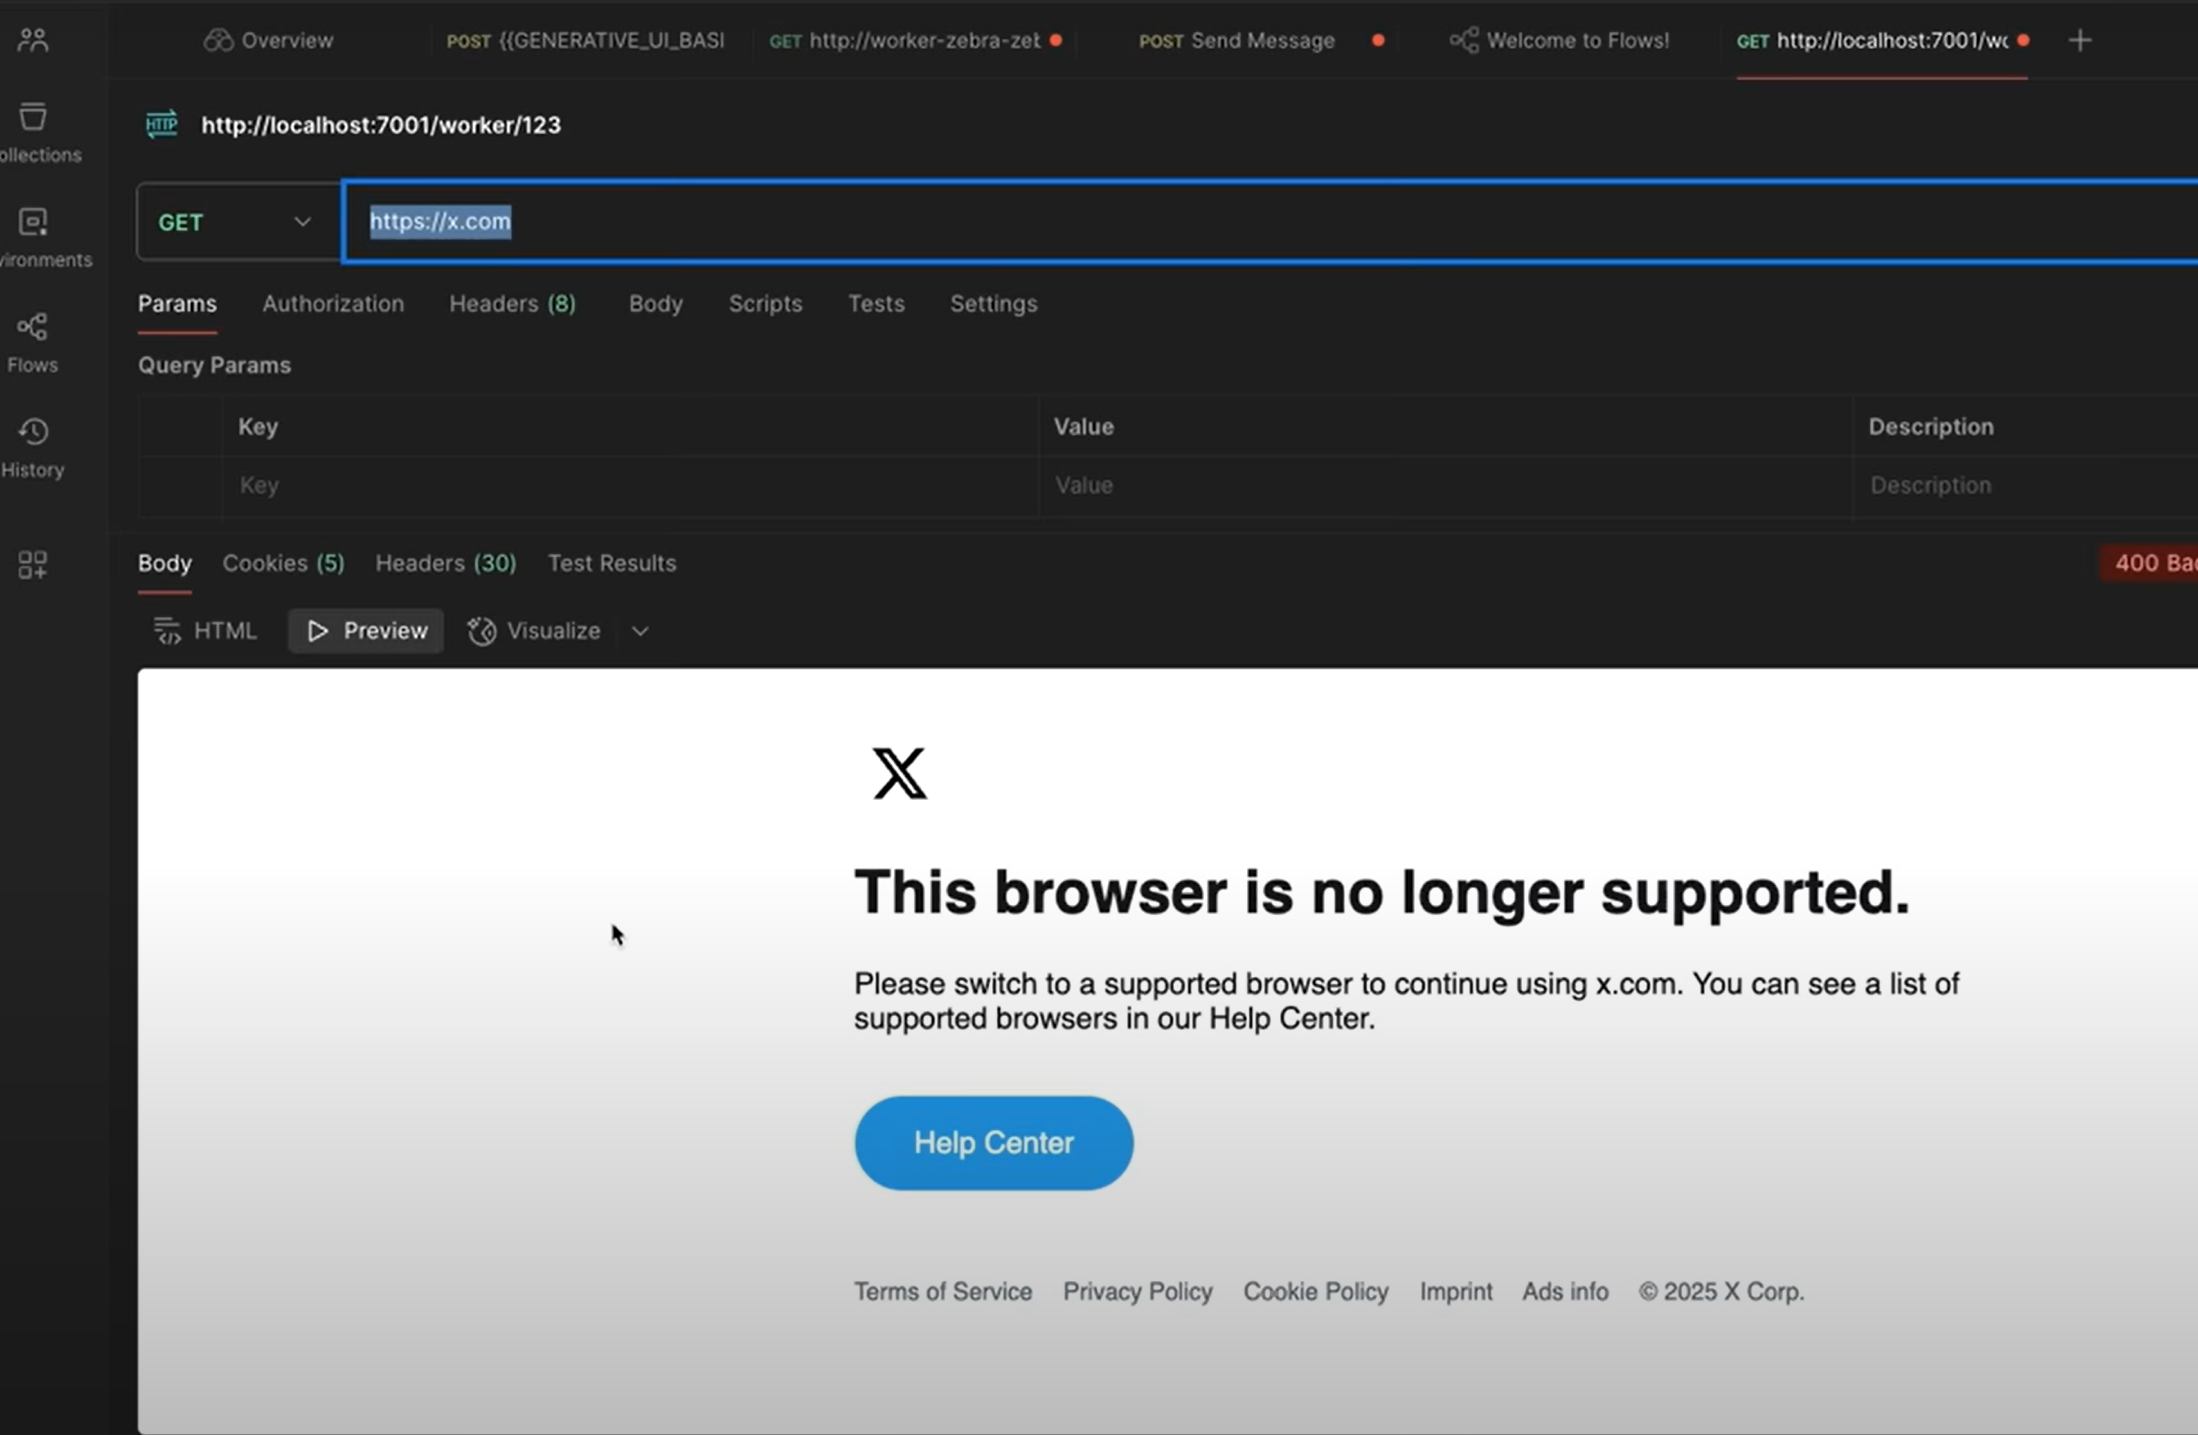 Overview
POST {{GENERATIVE_UI_BASI
GET http://worker-zebra-zet
POST Send Message
Welcome to Flows!
GET http://localhost:7001/wo
HTTP http://localhost:7001/worker/123
ollections
vironments
Flows
History
GET
https://x.com
Params Authorization Headers (8) Body Scripts Tests Settings
Query Params
Key Value Description
Key Value Description
Body Cookies (5) Headers (30) Test Results
400 Bac
HTML Preview Visualize
This browser is no longer supported.
Please switch to a supported browser to continue using x.com. You can see a list of
supported browsers in our Help Center.
Help Center
Terms of Service Privacy Policy Cookie Policy Imprint Ads info © 2025 X Corp.